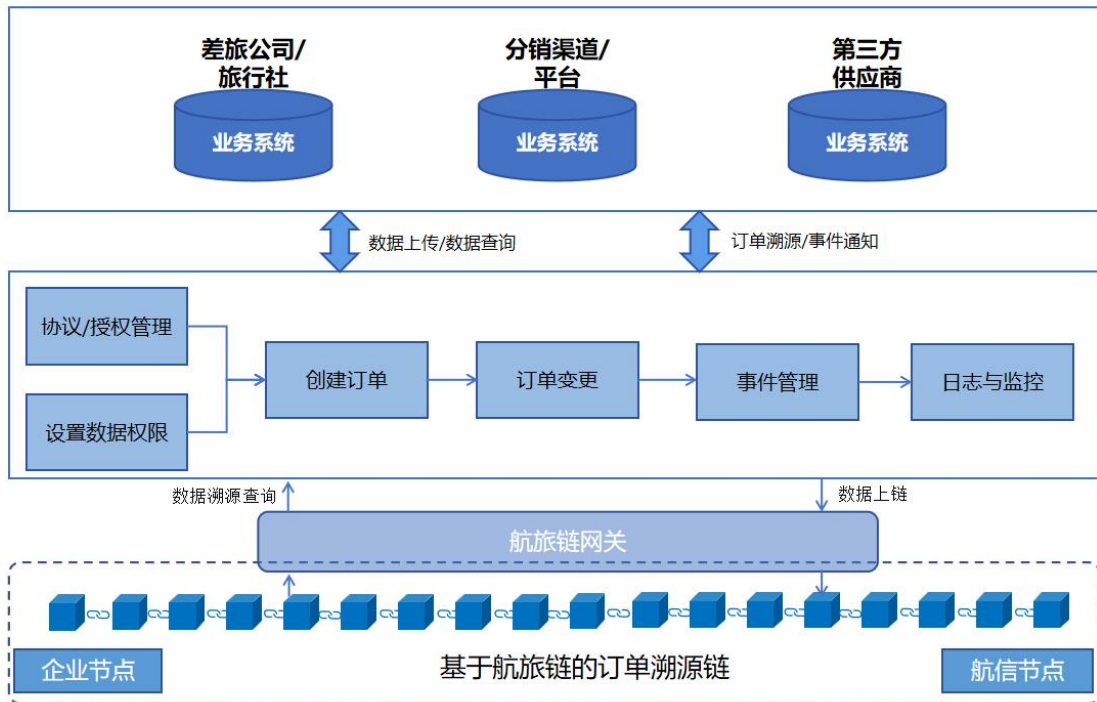 差旅公司/
旅行社
分销渠道/
平台
第三方
供应商
业务系统
业务系统
业务系统
数据上传/数据查询
订单溯源/事件通知
协议/授权管理
设置数据权限
创建订单
订单变更
事件管理
日志与监控
数据溯源查询
数据上链
航旅链网关
企业节点
基于航旅链的订单溯源链
航信节点